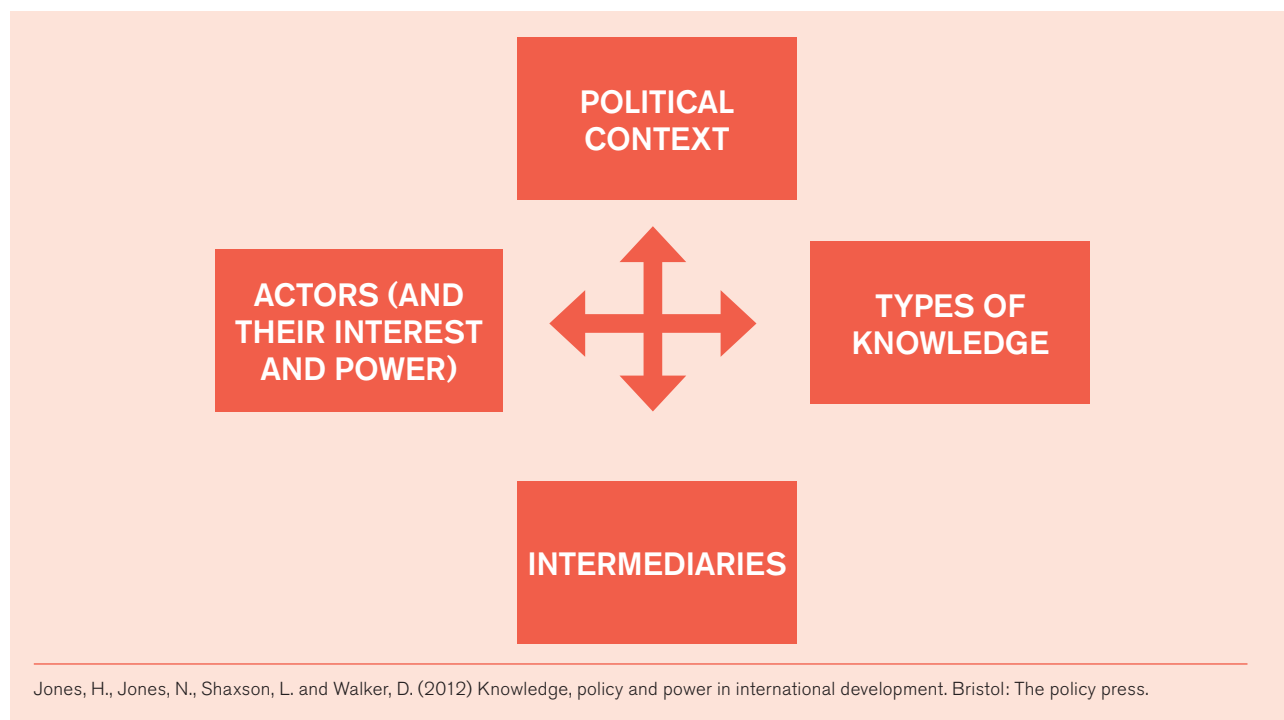 POLITICAL
CONTEXT
ACTORS (AND
THEIR INTEREST
AND POWER)
TYPES OF
KNOWLEDGE
INTERMEDIARIES
Jones, H., Jones, N., Shaxson, L. and Walker, D. (2012) Knowledge, policy and power in international development. Bristol: The policy press.